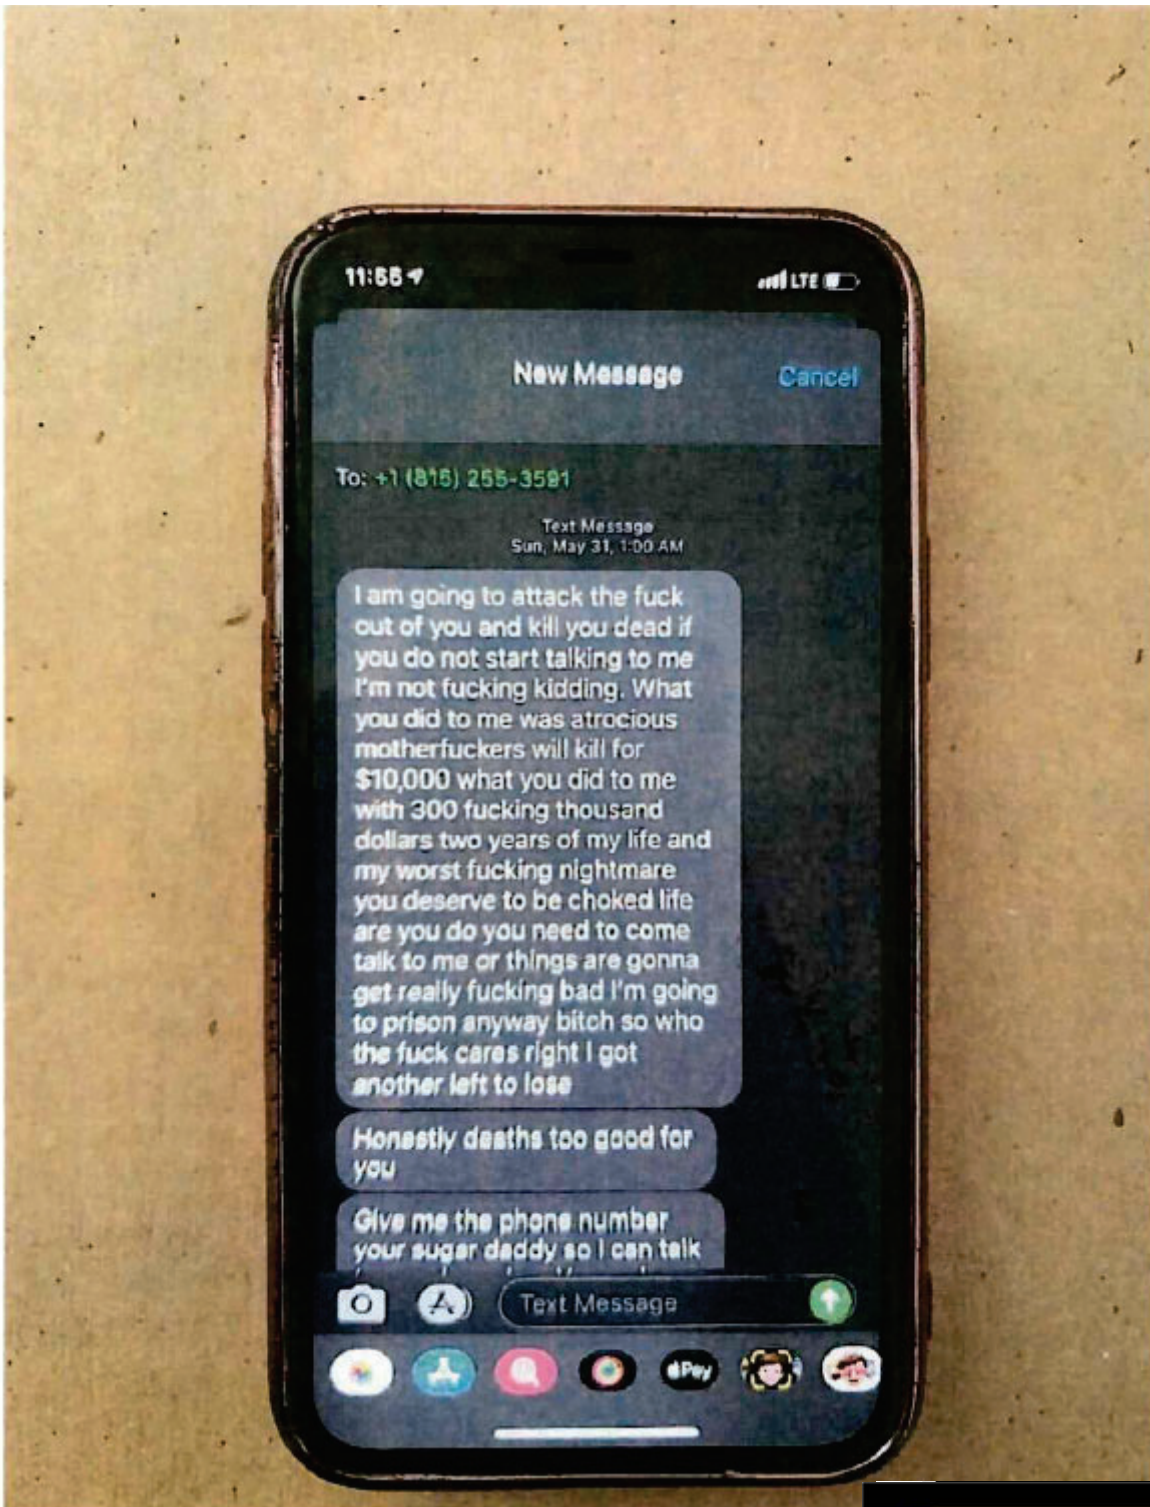 11:55
LTE
New Message
Cancel
To: +1 (816) 255-3591
Text Message
Sun, May 31, 1:00 AM
I am going to attack the fuck
out of you and kill you dead if
you do not start talking to me
I'm not fucking kidding. What
you did to me was atrocious
motherfuckers will kill for
$10,000 what you did to me
with 300 fucking thousand
dollars two years of my life and
my worst fucking nightmare
you deserve to be choked life
are you do you need to come
talk to me or things are gonna
get really fucking bad I'm going
to prison anyway bitch so who
the fuck cares right I got
another left to lose
Honestly deaths too good for
you
Give me the phone number
your sugar daddy so I can talk
Text Message
Pay